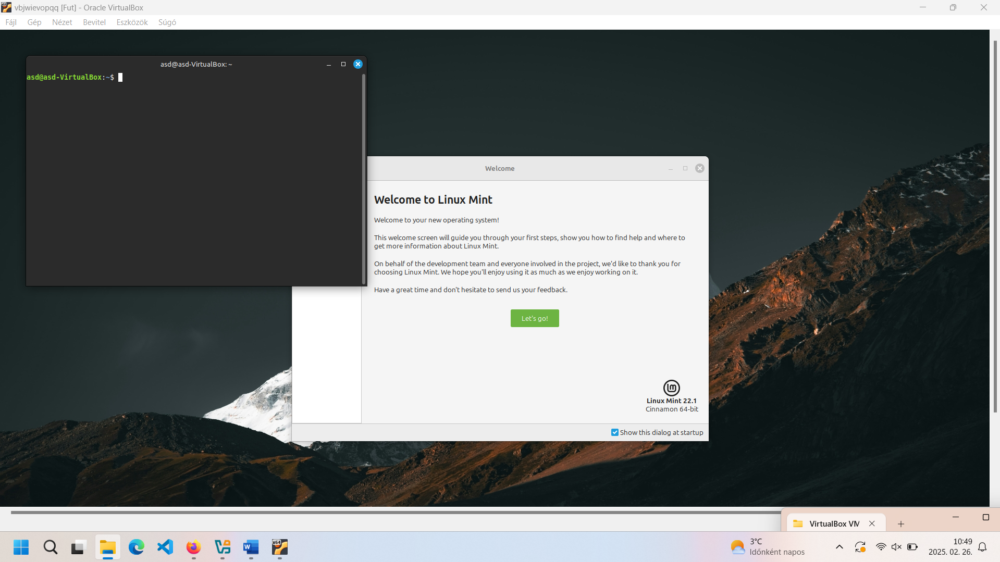 vbjwievopqq [Fut] - Oracle VirtualBox
Fájl Gép Nézet Bevitel Eszközök Súgó
asd@asd-VirtualBox: ~
asd@asd-VirtualBox:~$
Welcome
Welcome to Linux Mint
Welcome to your new operating system!
This welcome screen will guide you through your first steps, show you how to find help and where to
get more information about Linux Mint.
On behalf of the development team and everyone involved in the project, we'd like to thank you for
choosing Linux Mint. We hope you'll enjoy using it as much as we enjoy working on it.
Have a great time and don't hesitate to send us your feedback.
Let's go!
Linux Mint 22.1
Cinnamon 64-bit
Show this dialog at startup
VirtualBox VM
3°C
Időnként napos
10:49
2025. 02. 26.